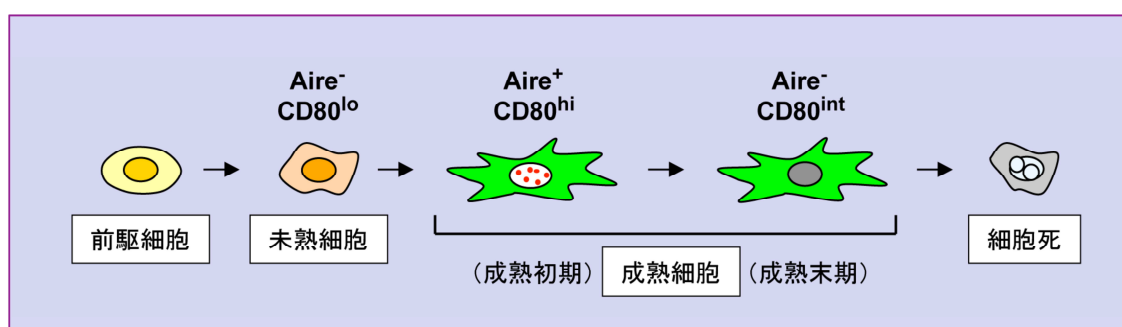 Aire⁻
CD80ˡᵒ
Aire⁺
CD80ʰⁱ
Aire⁻
CD80ⁱⁿᵗ
前駆細胞
未熟細胞
細胞死
（成熟初期）
成熟細胞
（成熟末期）